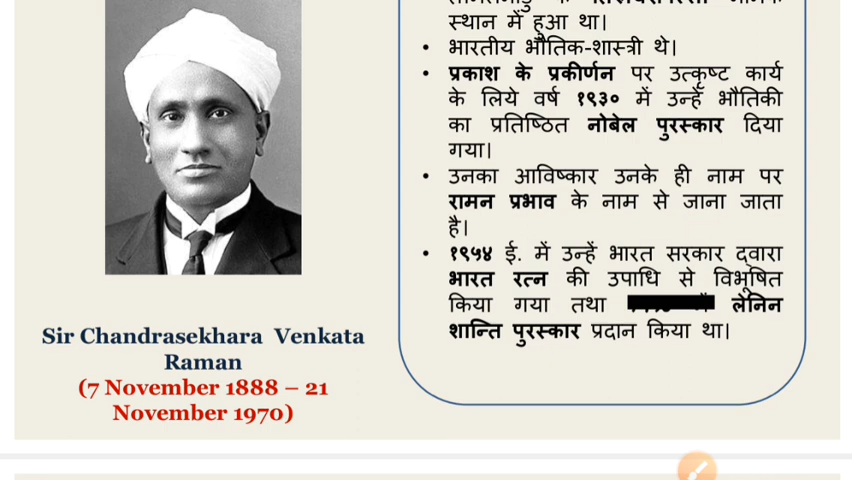 स्थान में हुआ था।
• भारतीय भौतिक-शास्त्री थे।
• प्रकाश के प्रकीर्णन पर उत्कृष्ट कार्य
के लिये वर्ष १९३० में उन्हें भौतिकी
का प्रतिष्ठित नोबेल पुरस्कार दिया
गया।
• उनका आविष्कार उनके ही नाम पर
रामन प्रभाव के नाम से जाना जाता
है।
• १९५४ ई. में उन्हें भारत सरकार द्वारा
भारत रत्न की उपाधि से विभूषित
किया गया तथा लेनिन
शान्ति पुरस्कार प्रदान किया था।
Sir Chandrasekhara Venkata
Raman
(7 November 1888 – 21
November 1970)